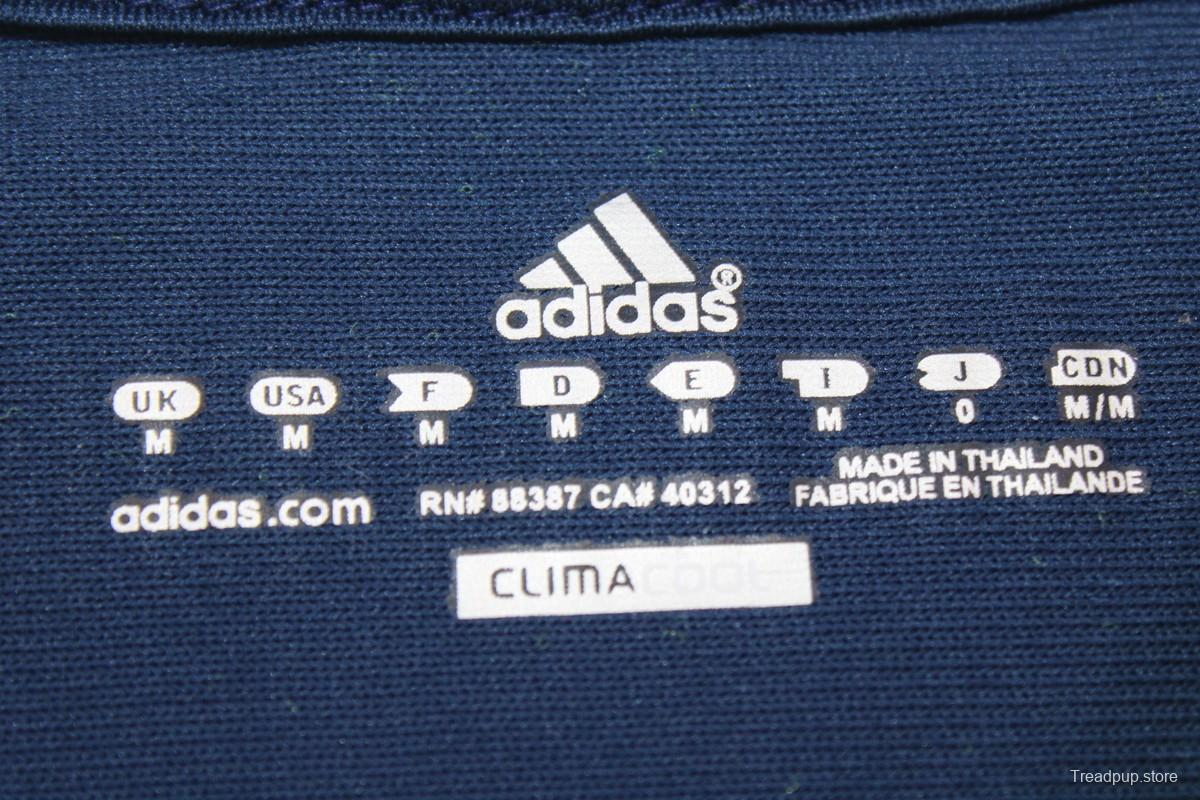 adidas®
UK USA F D E I J CDN
M M M M M M O M/M
adidas.com RN# 88387 CA# 40312 MADE IN THAILAND
FABRIQUE EN THAILANDE
CLIMACOOL
Treadpup.store